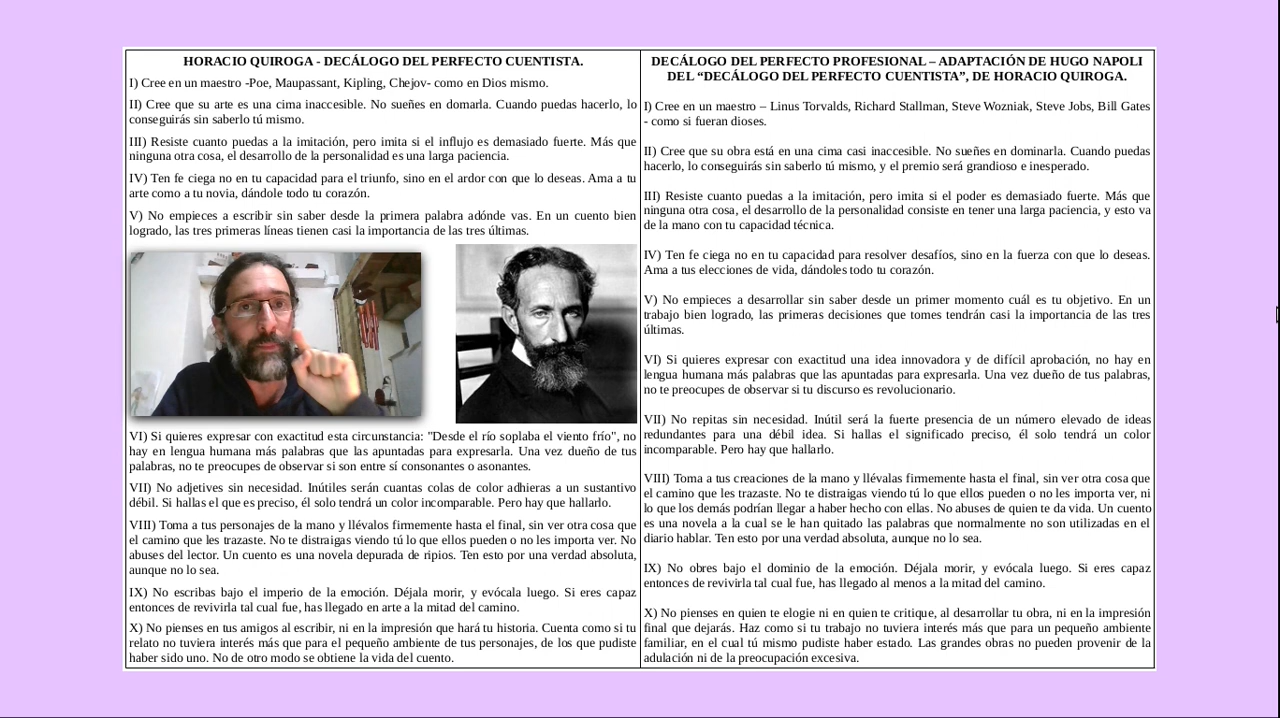 HORACIO QUIROGA - DECÁLOGO DEL PERFECTO CUENTISTA.
I) Cree en un maestro -Poe, Maupassant, Kipling, Chejov- como en Dios mismo.
II) Cree que su arte es una cima inaccesible. No sueñes en domarla. Cuando puedas hacerlo, lo
conseguirás sin saberlo tú mismo.
III) Resiste cuanto puedas a la imitación, pero imita si el influjo es demasiado fuerte. Más que
ninguna otra cosa, el desarrollo de la personalidad es una larga paciencia.
IV) Ten fe ciega no en tu capacidad para el triunfo, sino en el ardor con que lo deseas. Ama a tu
arte como a tu novia, dándole todo tu corazón.
V) No empieces a escribir sin saber desde la primera palabra adónde vas. En un cuento bien
logrado, las tres primeras líneas tienen casi la importancia de las tres últimas.
VI) Si quieres expresar con exactitud esta circunstancia: "Desde el río soplaba el viento frío", no
hay en lengua humana más palabras que las apuntadas para expresarla. Una vez dueño de tus
palabras, no te preocupes de observar si son entre sí consonantes o asonantes.
VII) No adjetives sin necesidad. Inútiles serán cuantas colas de color adhieras a un sustantivo
débil. Si hallas el que es preciso, él solo tendrá un color incomparable. Pero hay que hallarlo.
VIII) Toma a tus personajes de la mano y llévalos firmemente hasta el final, sin ver otra cosa que
el camino que les trazaste. No te distraigas viendo tú lo que ellos pueden o no les importa ver. No
abuses del lector. Un cuento es una novela depurada de ripios. Ten esto por una verdad absoluta,
aunque no lo sea.
IX) No escribas bajo el imperio de la emoción. Déjala morir, y evócala luego. Si eres capaz
entonces de revivirla tal cual fue, has llegado en arte a la mitad del camino.
X) No pienses en tus amigos al escribir, ni en la impresión que hará tu historia. Cuenta como si tu
relato no tuviera interés más que para el pequeño ambiente de tus personajes, de los que pudiste
haber sido uno. No de otro modo se obtiene la vida del cuento.
DECÁLOGO DEL PERFECTO PROFESIONAL – ADAPTACIÓN DE HUGO NAPOLI
DEL “DECÁLOGO DEL PERFECTO CUENTISTA”, DE HORACIO QUIROGA.
I) Cree en un maestro – Linus Torvalds, Richard Stallman, Steve Wozniak, Steve Jobs, Bill Gates
- como si fueran dioses.
II) Cree que su obra está en una cima casi inaccesible. No sueñes en dominarla. Cuando puedas
hacerlo, lo conseguirás sin saberlo tú mismo, y el premio será grandioso e inesperado.
III) Resiste cuanto puedas a la imitación, pero imita si el poder es demasiado fuerte. Más que
ninguna otra cosa, el desarrollo de la personalidad consiste en tener una larga paciencia, y esto va
de la mano con tu capacidad técnica.
IV) Ten fe ciega no en tu capacidad para resolver desafíos, sino en la fuerza con que lo deseas.
Ama a tus elecciones de vida, dándoles todo tu corazón.
V) No empieces a desarrollar sin saber desde un primer momento cuál es tu objetivo. En un
trabajo bien logrado, las primeras decisiones que tomes tendrán casi la importancia de las tres
últimas.
VI) Si quieres expresar con exactitud una idea innovadora y de difícil aprobación, no hay en
lengua humana más palabras que las apuntadas para expresarla. Una vez dueño de tus palabras,
no te preocupes de observar si tu discurso es revolucionario.
VII) No repitas sin necesidad. Inútil será la fuerte presencia de un número elevado de ideas
redundantes para una débil idea. Si hallas el significado preciso, él solo tendrá un color
incomparable. Pero hay que hallarlo.
VIII) Toma a tus creaciones de la mano y llévalas firmemente hasta el final, sin ver otra cosa que
el camino que les trazaste. No te distraigas viendo tú lo que ellos pueden o no les importa ver, ni
lo que los demás podrían llegar a haber hecho con ellas. No abuses de quien te da vida. Un cuento
es una novela a la cual se le han quitado las palabras que normalmente no son utilizadas en el
diario hablar. Ten esto por una verdad absoluta, aunque no lo sea.
IX) No obres bajo el dominio de la emoción. Déjala morir, y evócala luego. Si eres capaz
entonces de revivirla tal cual fue, has llegado al menos a la mitad del camino.
X) No pienses en quien te elogie ni en quien te critique, al desarrollar tu obra, ni en la impresión
final que dejarás. Haz como si tu trabajo no tuviera interés más que para un pequeño ambiente
familiar, en el cual tú mismo pudiste haber estado. Las grandes obras no pueden provenir de la
adulación ni de la preocupación excesiva.